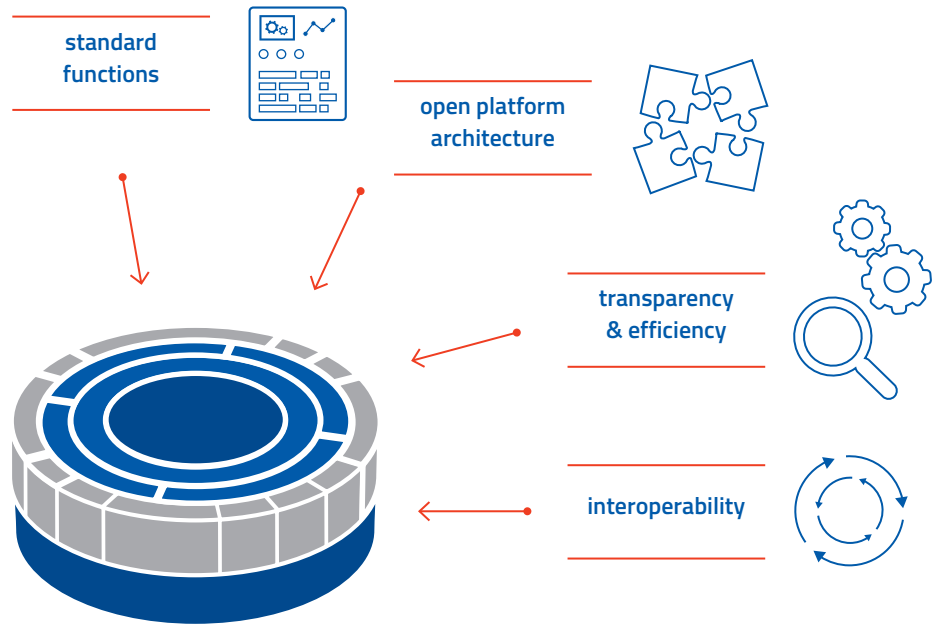 standard
functions
open platform
architecture
transparency
& efficiency
interoperability